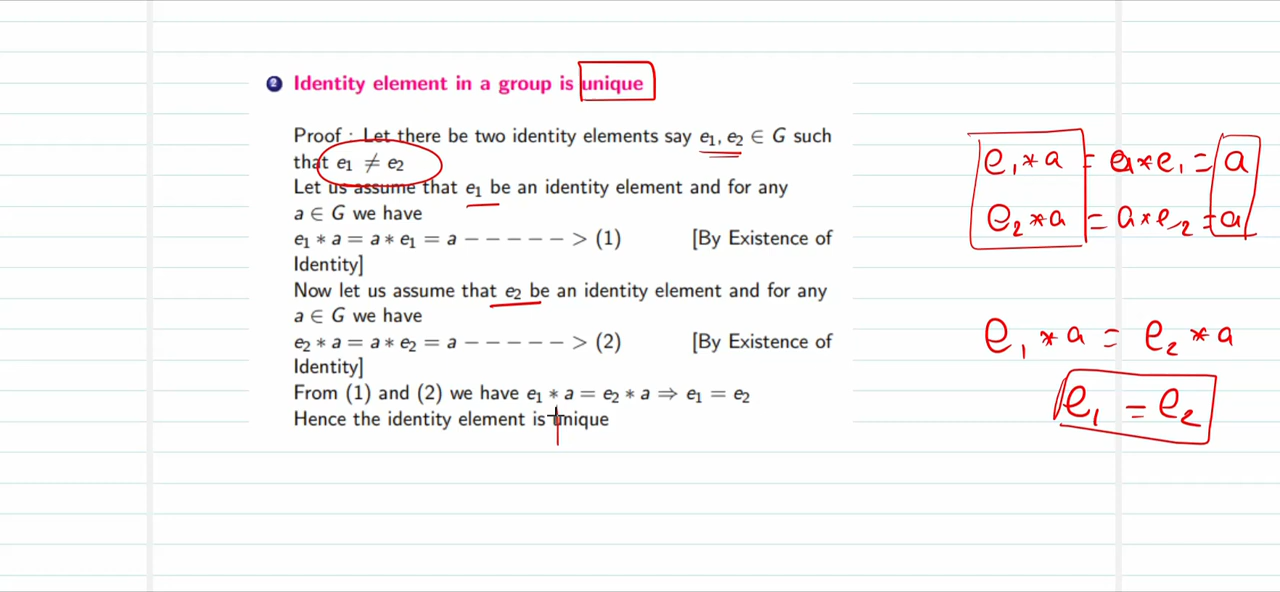 2 Identity element in a group is unique
Proof : Let there be two identity elements say e₁, e₂ ∈ G such
that e₁ ≠ e₂
Let us assume that e₁ be an identity element and for any
a ∈ G we have
e₁ * a = a * e₁ = a − − − − − > (1) [By Existence of
Identity]
Now let us assume that e₂ be an identity element and for any
a ∈ G we have
e₂ * a = a * e₂ = a − − − − − > (2) [By Existence of
Identity]
From (1) and (2) we have e₁ * a = e₂ * a ⇒ e₁ = e₂
Hence the identity element is unique
e₁ * a = a * e₁ = a
e₂ * a = a * e₂ = a
e₁ * a = e₂ * a
e₁ = e₂